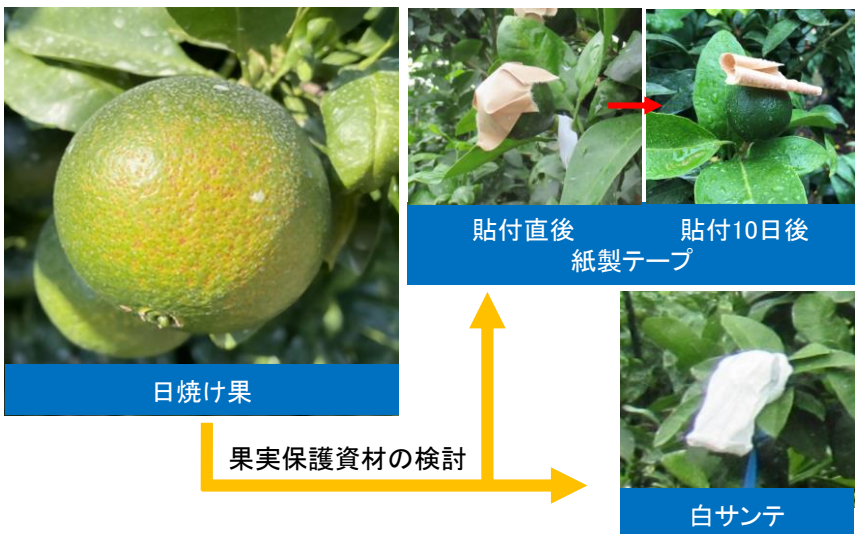 日焼け果
貼付直後
貼付10日後
紙製テープ
果実保護資材の検討
白サンテ